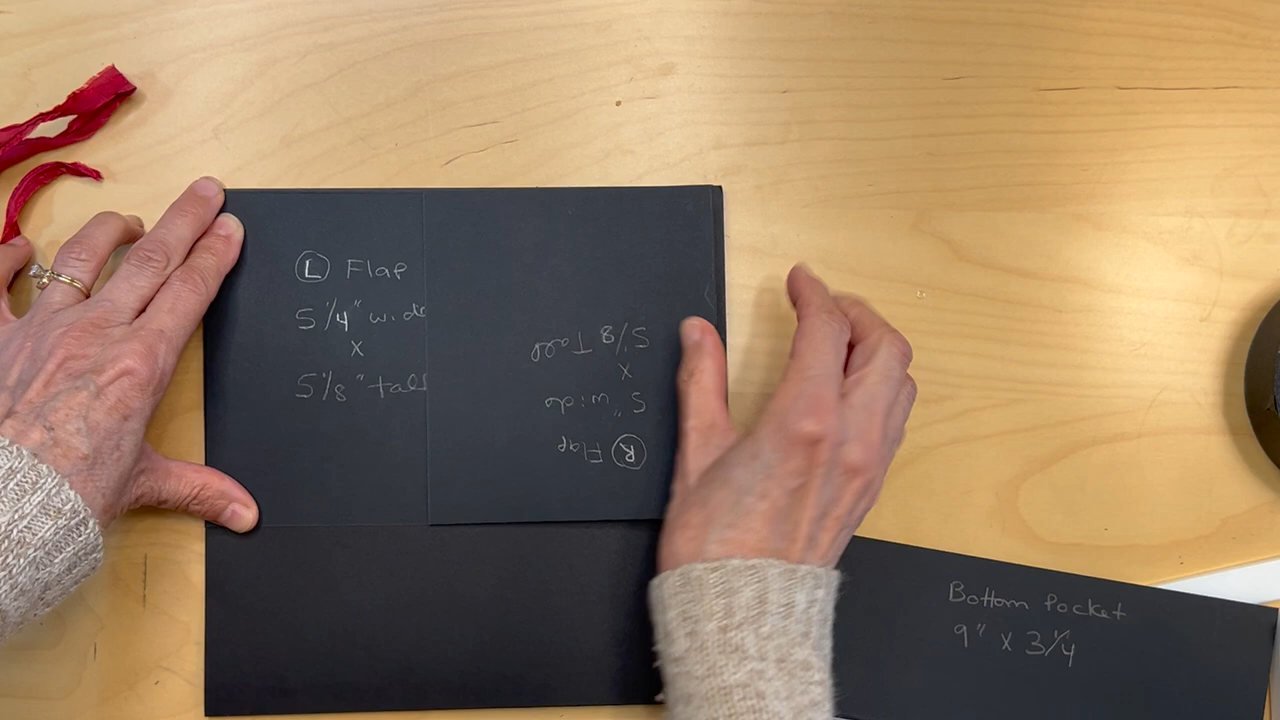 Ⓛ Flap
5 1/4" wide
x
5 1/8" tall
Ⓡ Flap
5" wide
x
5 1/8 Tall
Bottom Pocket
9" x 3 1/4